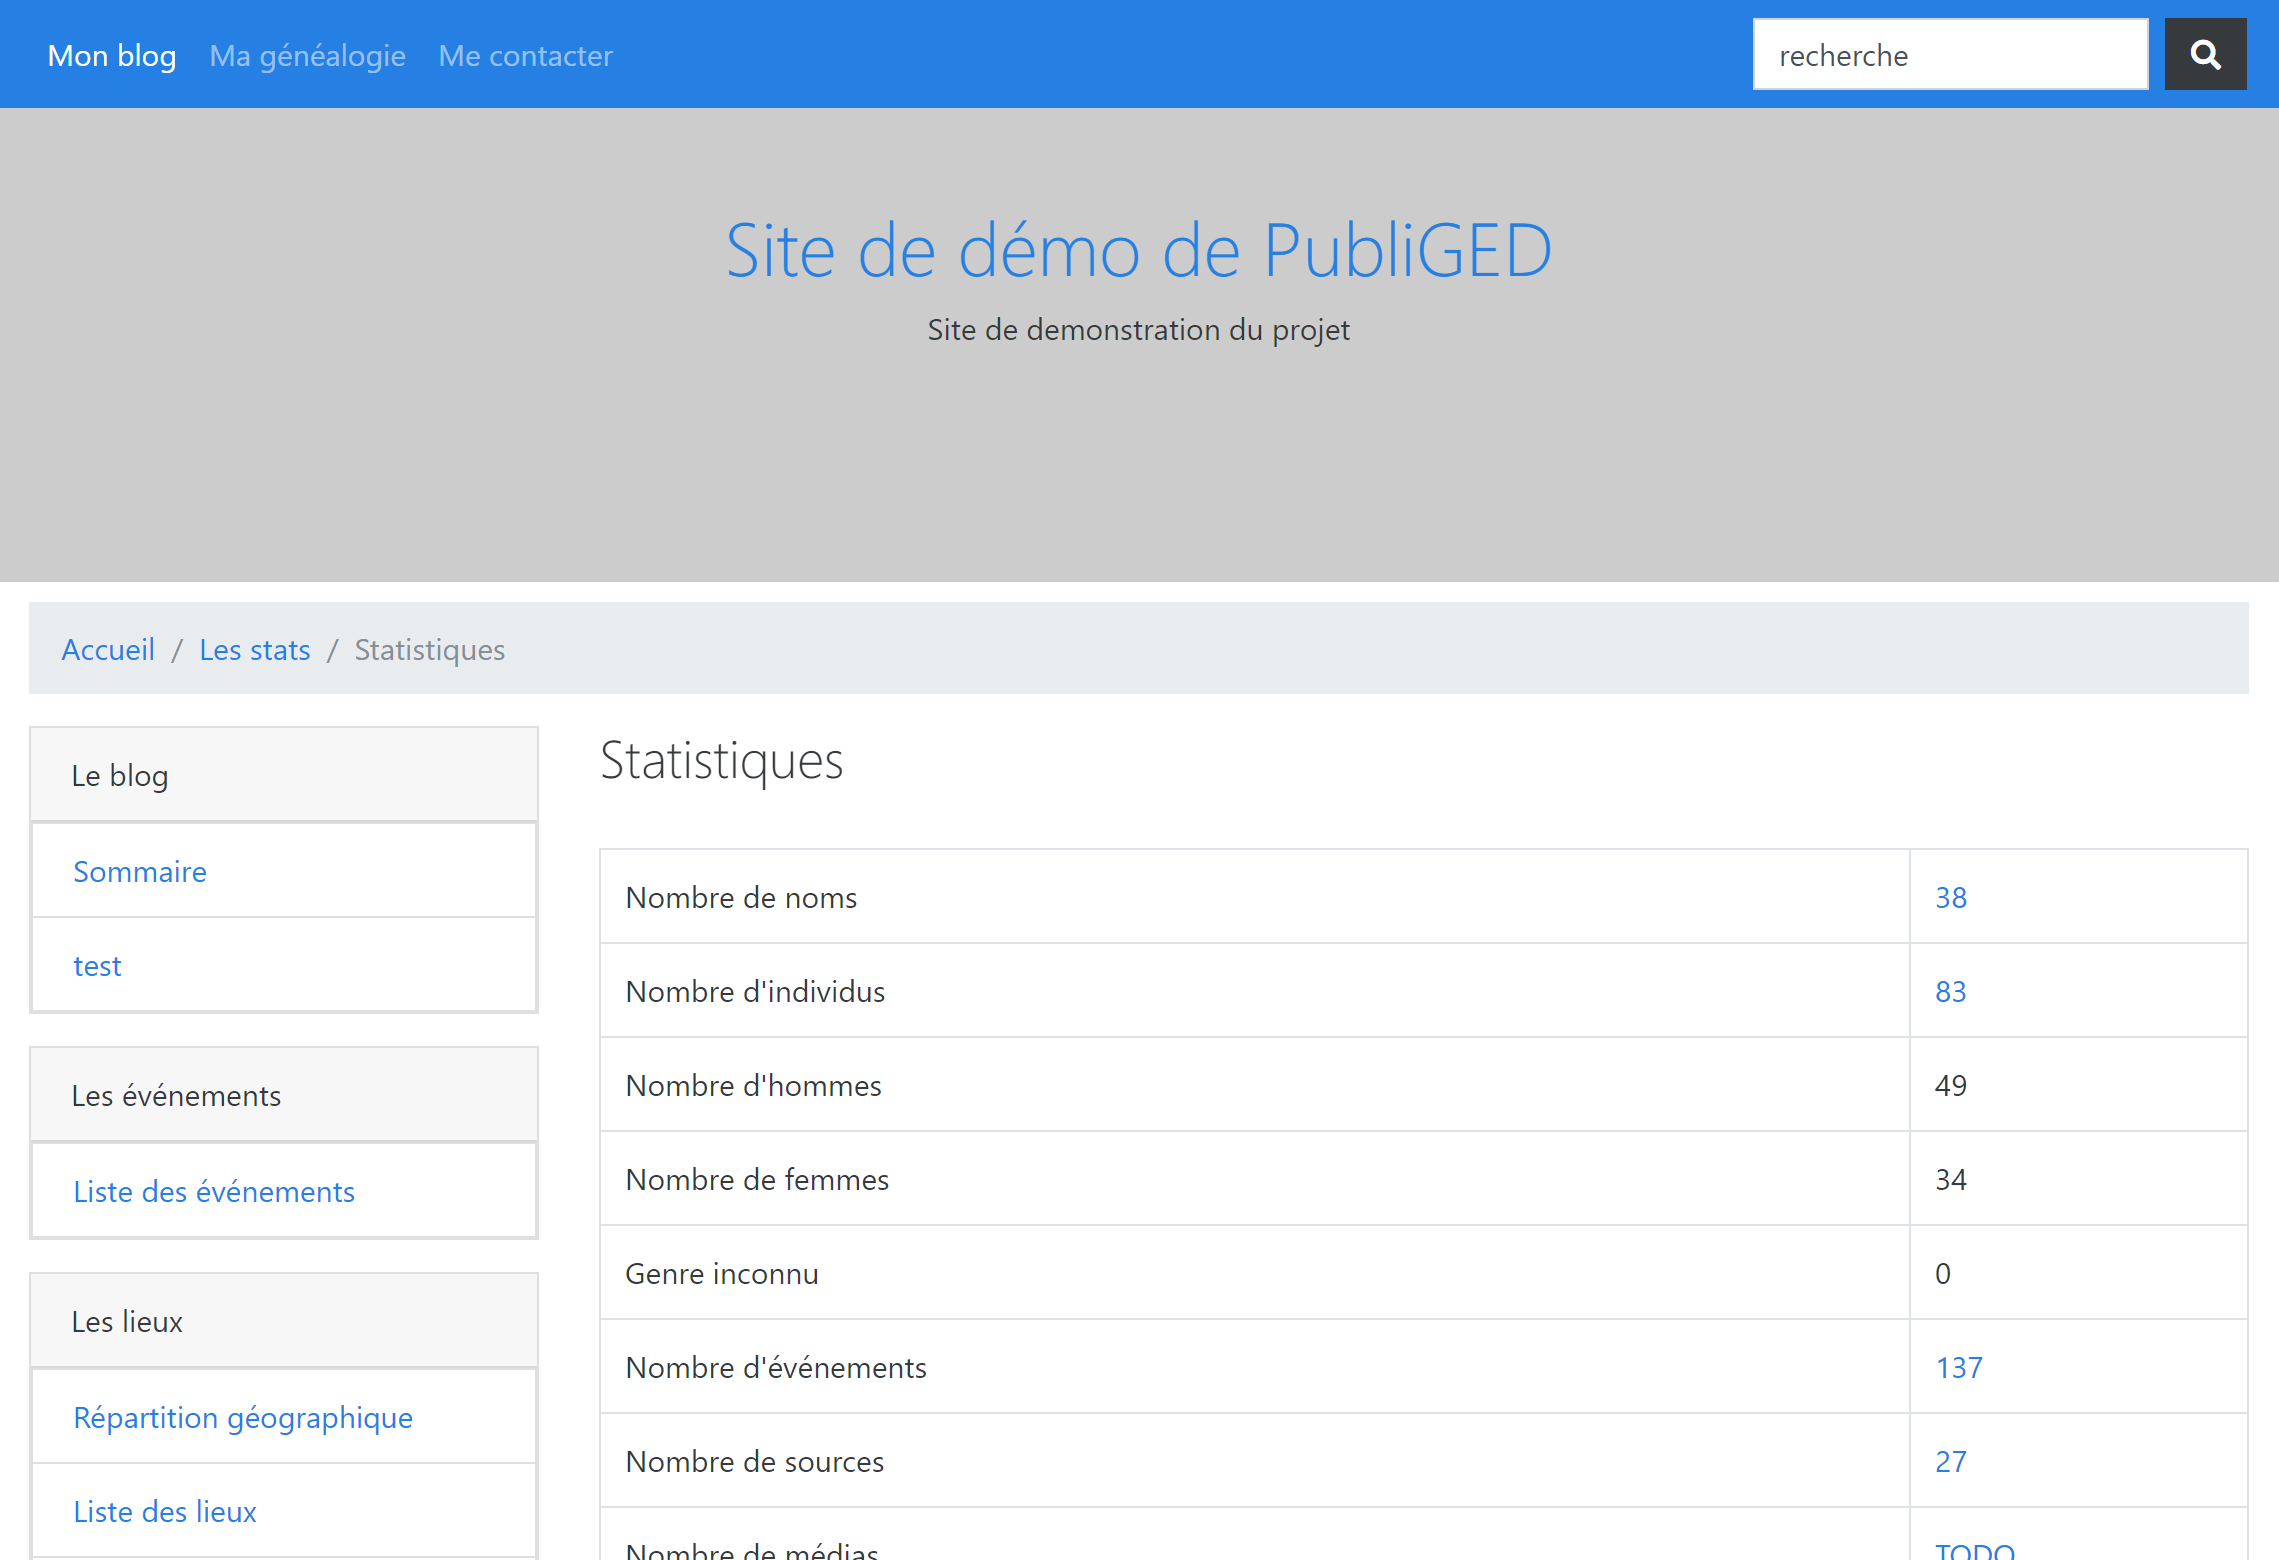 Mon blog Ma généalogie Me contacter recherche
Site de démo de PubliGED
Site de demonstration du projet
Accueil / Les stats / Statistiques
Le blog
Sommaire
test
Les événements
Liste des événements
Les lieux
Répartition géographique
Liste des lieux
Statistiques
Nombre de noms 38
Nombre d'individus 83
Nombre d'hommes 49
Nombre de femmes 34
Genre inconnu 0
Nombre d'événements 137
Nombre de sources 27
Nombre de médias TODO